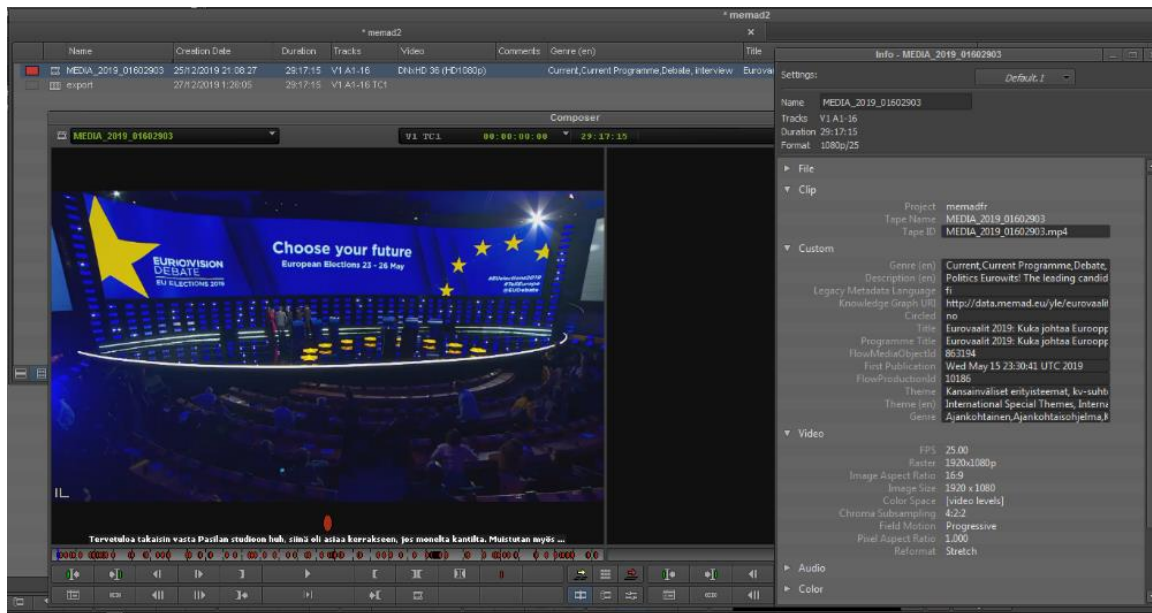 * memad2
* memad2
Name Creation Date Duration Tracks Video Comments Genre (en) Title
MEDIA_2019_01602903 25/12/2019 21:08:27 29:17:15 V1 A1-16 DNxHD 36 (HD1080p) Current,Current Programme,Debate, interview Eurovaa
export 27/12/2019 1:28:05 29:17:15 V1 A1-16 TC1
Composer
MEDIA_2019_01602903 V1 TC1 00:00:00:00 29:17:15
EUROVISION
DEBATE
EU ELECTIONS 2019
Choose your future
European Elections 23 - 26 May
#EUelections2019
#TellEurope
#EUDebate
Tervetuloa takaisin vasta Pasilan studioon huh, siinä oli asiaa kerrakseen, jos monelta kantilta. Muistutan myös ...
Info - MEDIA_2019_01602903
Settings: Default.1
Name MEDIA_2019_01602903
Tracks V1 A1-16
Duration 29:17:15
Format 1080p/25
File
Clip
Project memadfr
Tape Name MEDIA_2019_01602903
Tape ID MEDIA_2019_01602903.mp4
Custom
Genre (en) Current,Current Programme,Debate,
Description (en) Politics Eurowits! The leading candid
Legacy Metadata Language fi
Knowledge Graph URI http://data.memad.eu/yle/eurovaalit
Circled no
Title Eurovaalit 2019: Kuka johtaa Euroopp
Programme Title Eurovaalit 2019: Kuka johtaa Euroopp
FlowMediaObjectId 863194
First Publication Wed May 15 23:30:41 UTC 2019
FlowProductionId 10186
Theme Kansainväliset erityisteemat, kv-suht
Theme (en) International Special Themes, Interna
Genre Ajankohtainen,Ajankohtaisohjelma,K
Video
FPS 25.00
Raster 1920x1080p
Image Aspect Ratio 16:9
Image Size 1920 x 1080
Color Space [video levels]
Chroma Subsampling 4:2:2
Field Motion Progressive
Pixel Aspect Ratio 1.000
Reformat Stretch
Audio
Color